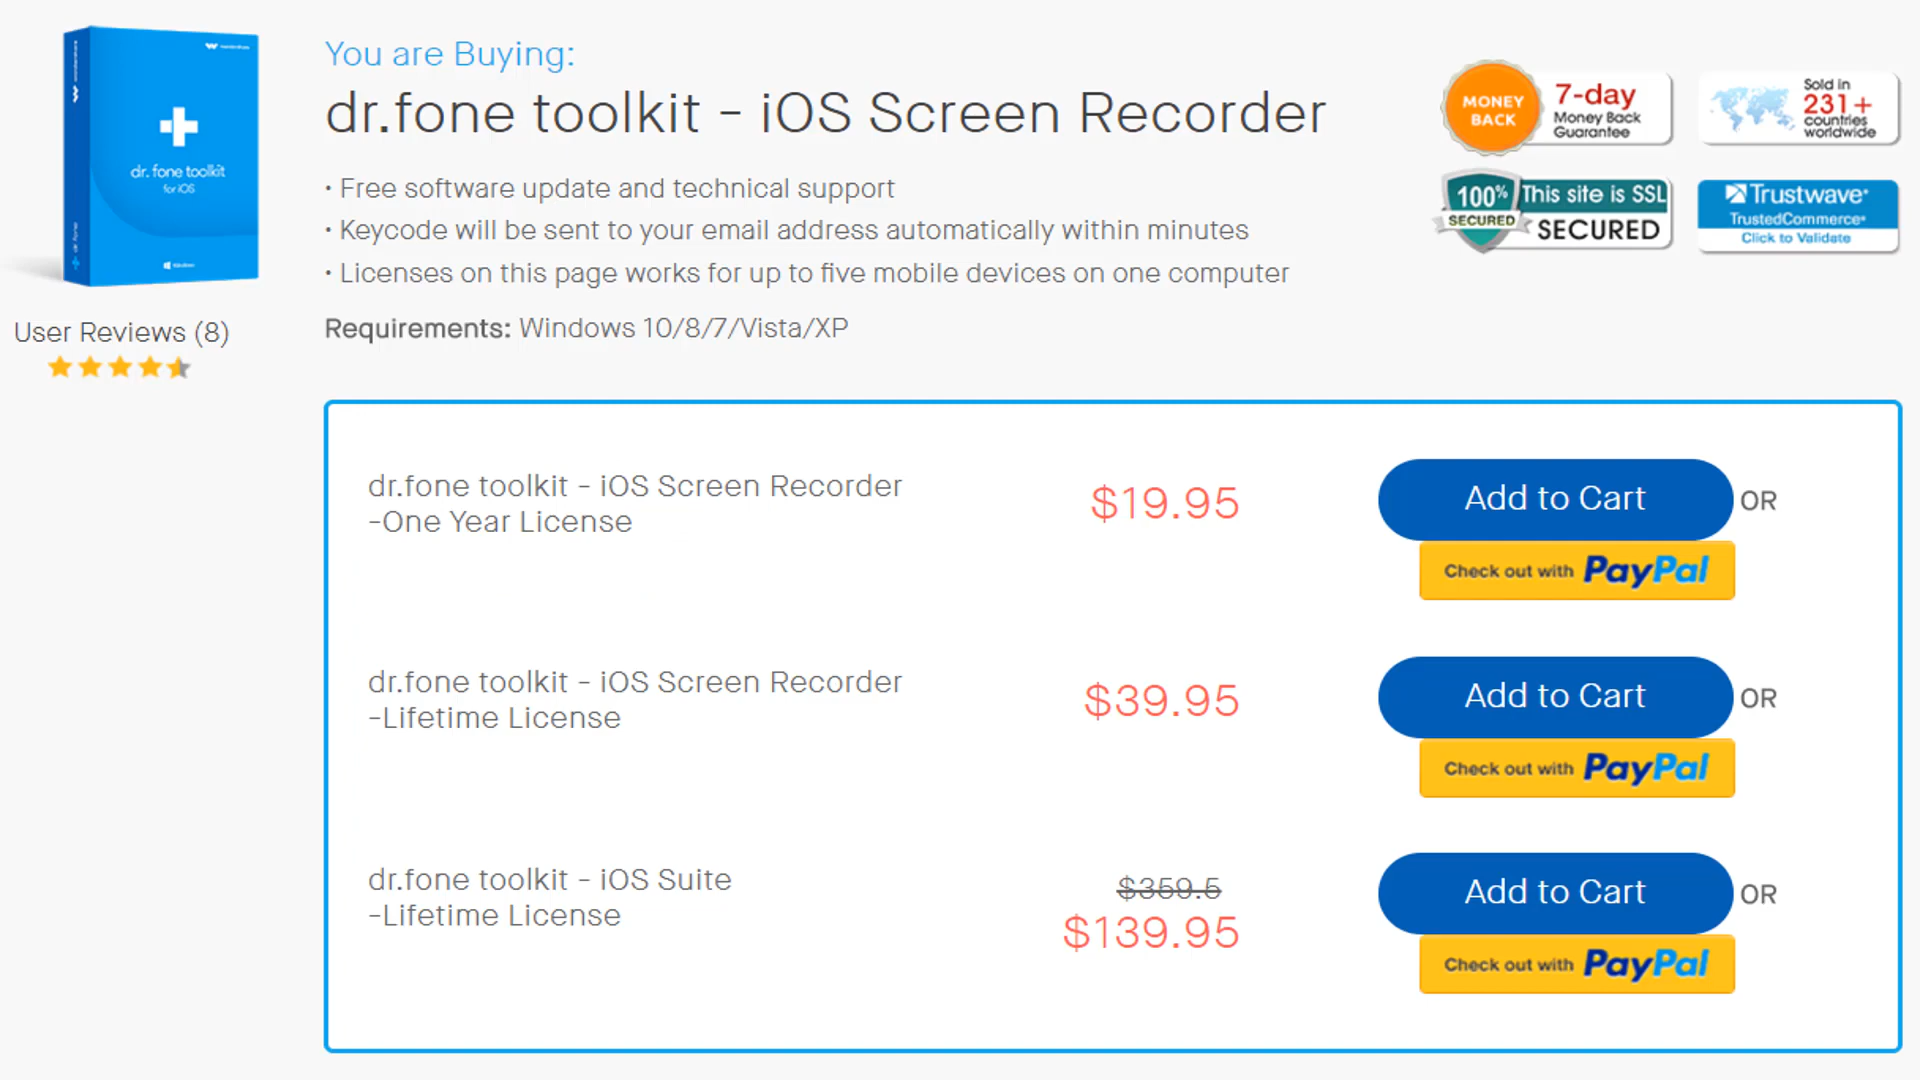 You are Buying:
dr.fone toolkit - iOS Screen Recorder
• Free software update and technical support
• Keycode will be sent to your email address automatically within minutes
• Licenses on this page works for up to five mobile devices on one computer
Requirements: Windows 10/8/7/Vista/XP
dr. fone toolkit
for iOS
User Reviews (8)
MONEY
BACK
7-day
Money Back
Guarantee
Sold in
231+
countries
worldwide
100%
SECURED
This site is SSL
SECURED
Trustwave®
TrustedCommerce®
Click to Validate
dr.fone toolkit - iOS Screen Recorder
-One Year License
$19.95
Add to Cart OR
Check out with PayPal
dr.fone toolkit - iOS Screen Recorder
-Lifetime License
$39.95
Add to Cart OR
Check out with PayPal
dr.fone toolkit - iOS Suite
-Lifetime License
$359.5
$139.95
Add to Cart OR
Check out with PayPal